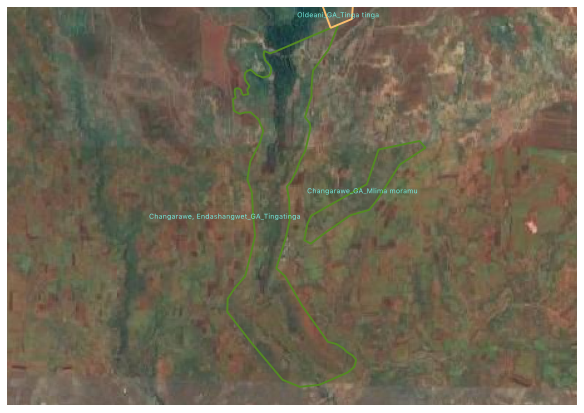 Oldeani_GA_Tinga tinga
Changarawe_GA_Mlima moramu
Changarawe, Endashangwet_GA_Tingatinga